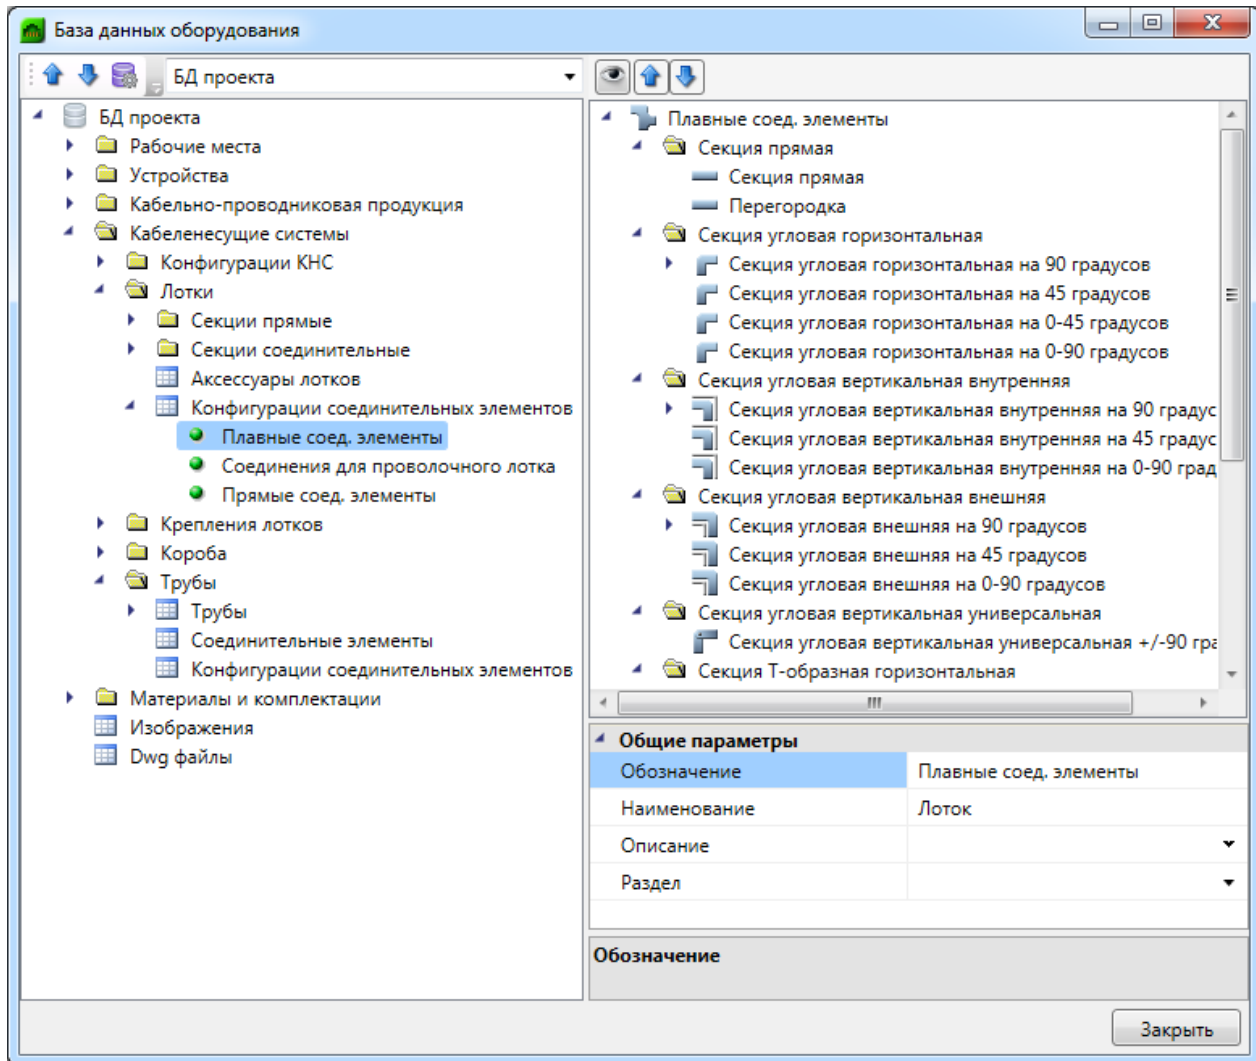 База данных оборудования
БД проекта
БД проекта
Рабочие места
Устройства
Кабельно-проводниковая продукция
Кабеленесущие системы
Конфигурации КНС
Лотки
Секции прямые
Секции соединительные
Аксессуары лотков
Конфигурации соединительных элементов
Плавные соед. элементы
Соединения для проволочного лотка
Прямые соед. элементы
Крепления лотков
Короба
Трубы
Трубы
Соединительные элементы
Конфигурации соединительных элементов
Материалы и комплектации
Изображения
Dwg файлы
Плавные соед. элементы
Секция прямая
Секция прямая
Перегородка
Секция угловая горизонтальная
Секция угловая горизонтальная на 90 градусов
Секция угловая горизонтальная на 45 градусов
Секция угловая горизонтальная на 0-45 градусов
Секция угловая горизонтальная на 0-90 градусов
Секция угловая вертикальная внутренняя
Секция угловая вертикальная внутренняя на 90 градус
Секция угловая вертикальная внутренняя на 45 градус
Секция угловая вертикальная внутренняя на 0-90 град
Секция угловая вертикальная внешняя
Секция угловая внешняя на 90 градусов
Секция угловая внешняя на 45 градусов
Секция угловая внешняя на 0-90 градусов
Секция угловая вертикальная универсальная
Секция угловая вертикальная универсальная +/-90 гра
Секция Т-образная горизонтальная
Общие параметры
Обозначение Плавные соед. элементы
Наименование Лоток
Описание
Раздел
Обозначение
Закрыть